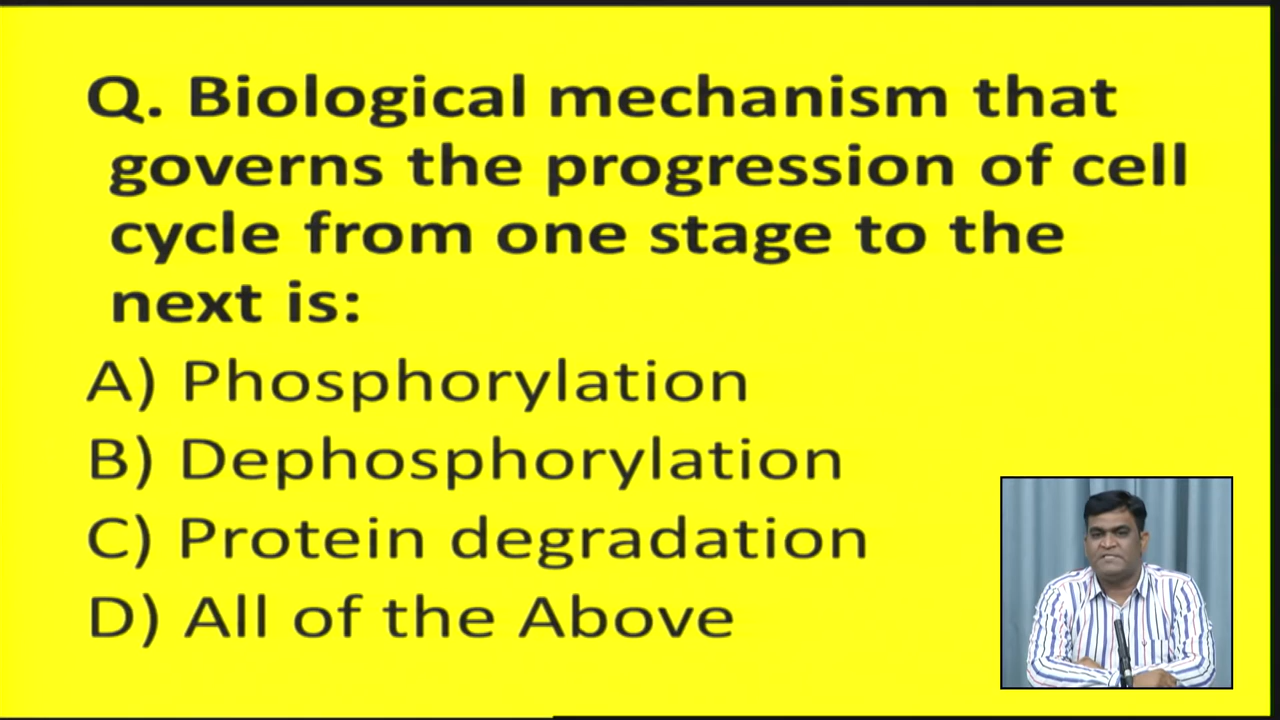 Q. Biological mechanism that
governs the progression of cell
cycle from one stage to the
next is:
A) Phosphorylation
B) Dephosphorylation
C) Protein degradation
D) All of the Above